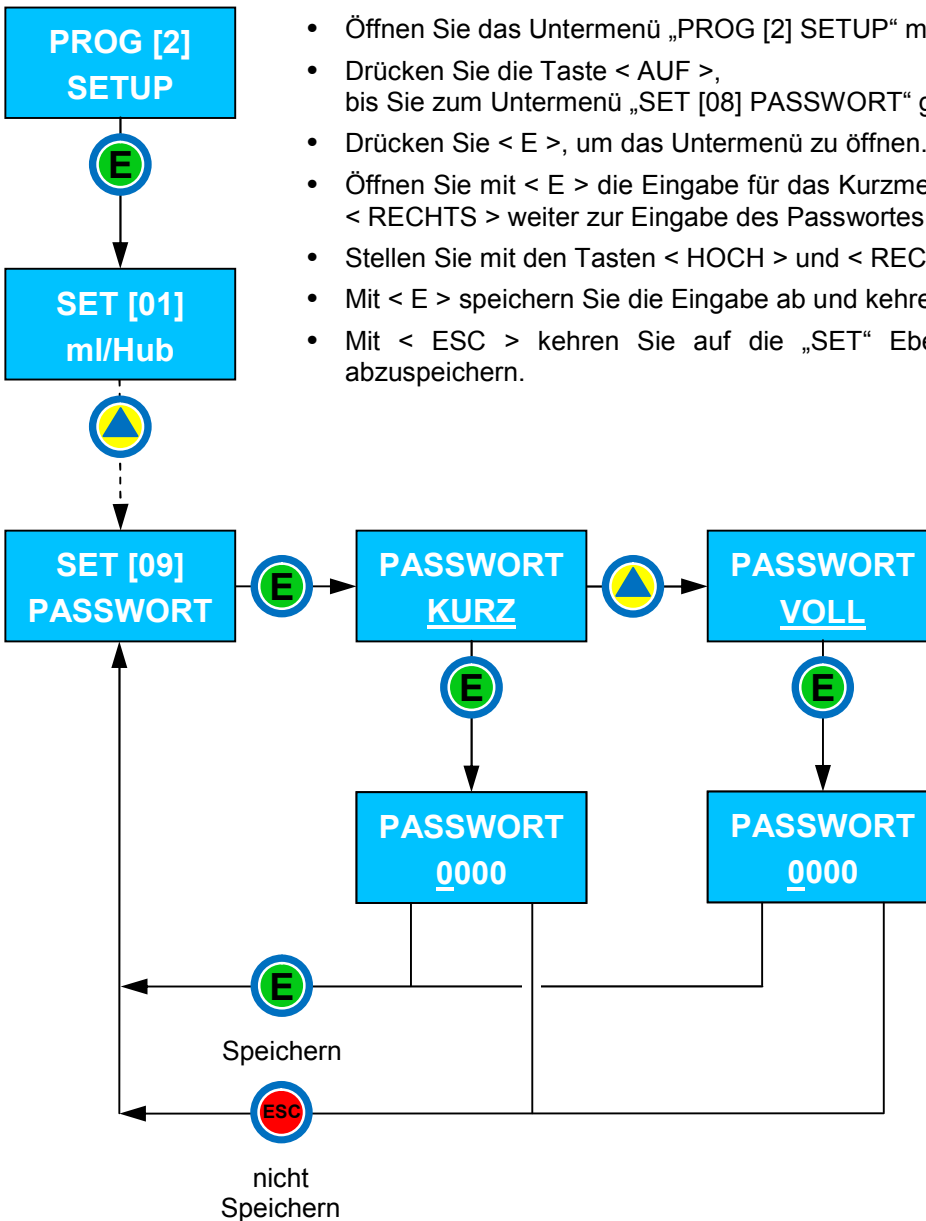 PROG [2]
SETUP
• Öffnen Sie das Untermenü „PROG [2] SETUP“
• Drücken Sie die Taste < AUF >,
bis Sie zum Untermenü „SET [08] PASSWORT“
• Drücken Sie < E >, um das Untermenü zu öffnen.
• Öffnen Sie mit < E > die Eingabe für das
< RECHTS > weiter zur Eingabe des Passwortes
• Stellen Sie mit den Tasten < HOCH > und <
• Mit < E > speichern Sie die Eingabe ab und
• Mit < ESC > kehren Sie auf die „SET“
abzuspeichern.
E
SET [01]
ml/Hub
SET [09]
PASSWORT
E
PASSWORT
KURZ
PASSWORT
VOLL
E
E
PASSWORT
0000
PASSWORT
0000
E
Speichern
ESC
nicht
Speichern